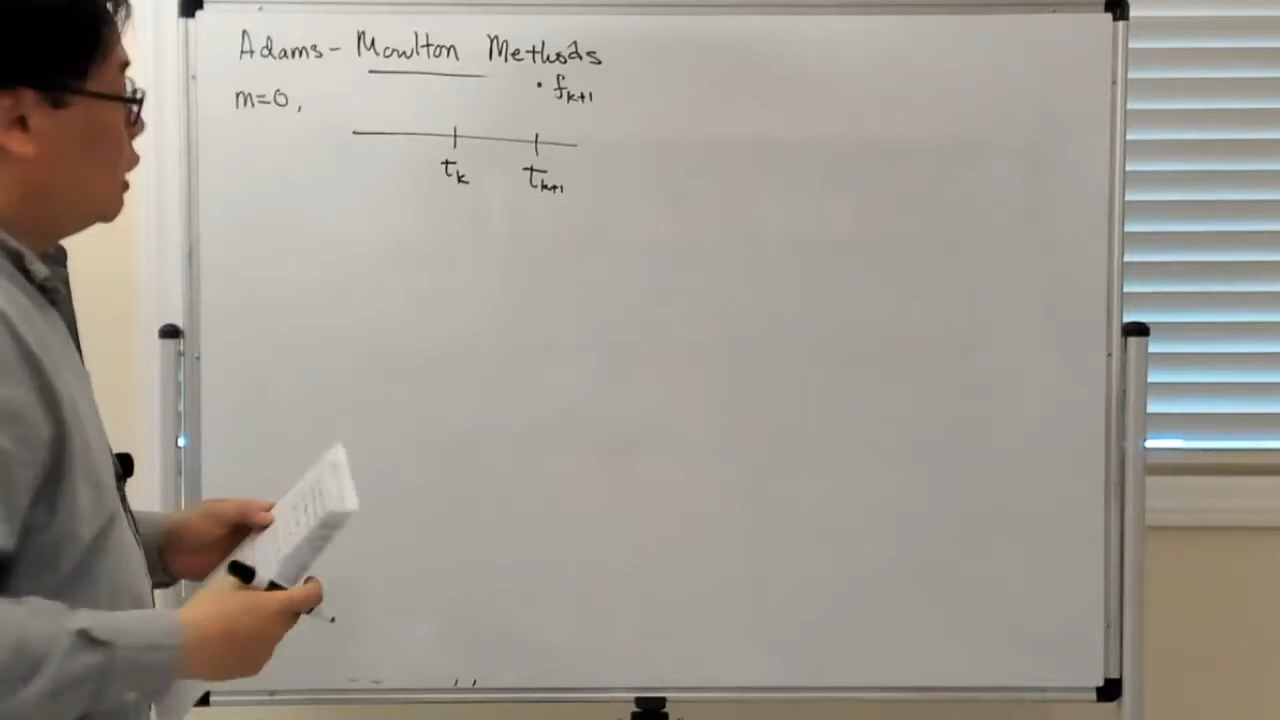 Adams-Moulton Methods
m=0,
· f_{k+1}
t_k t_{k+1}